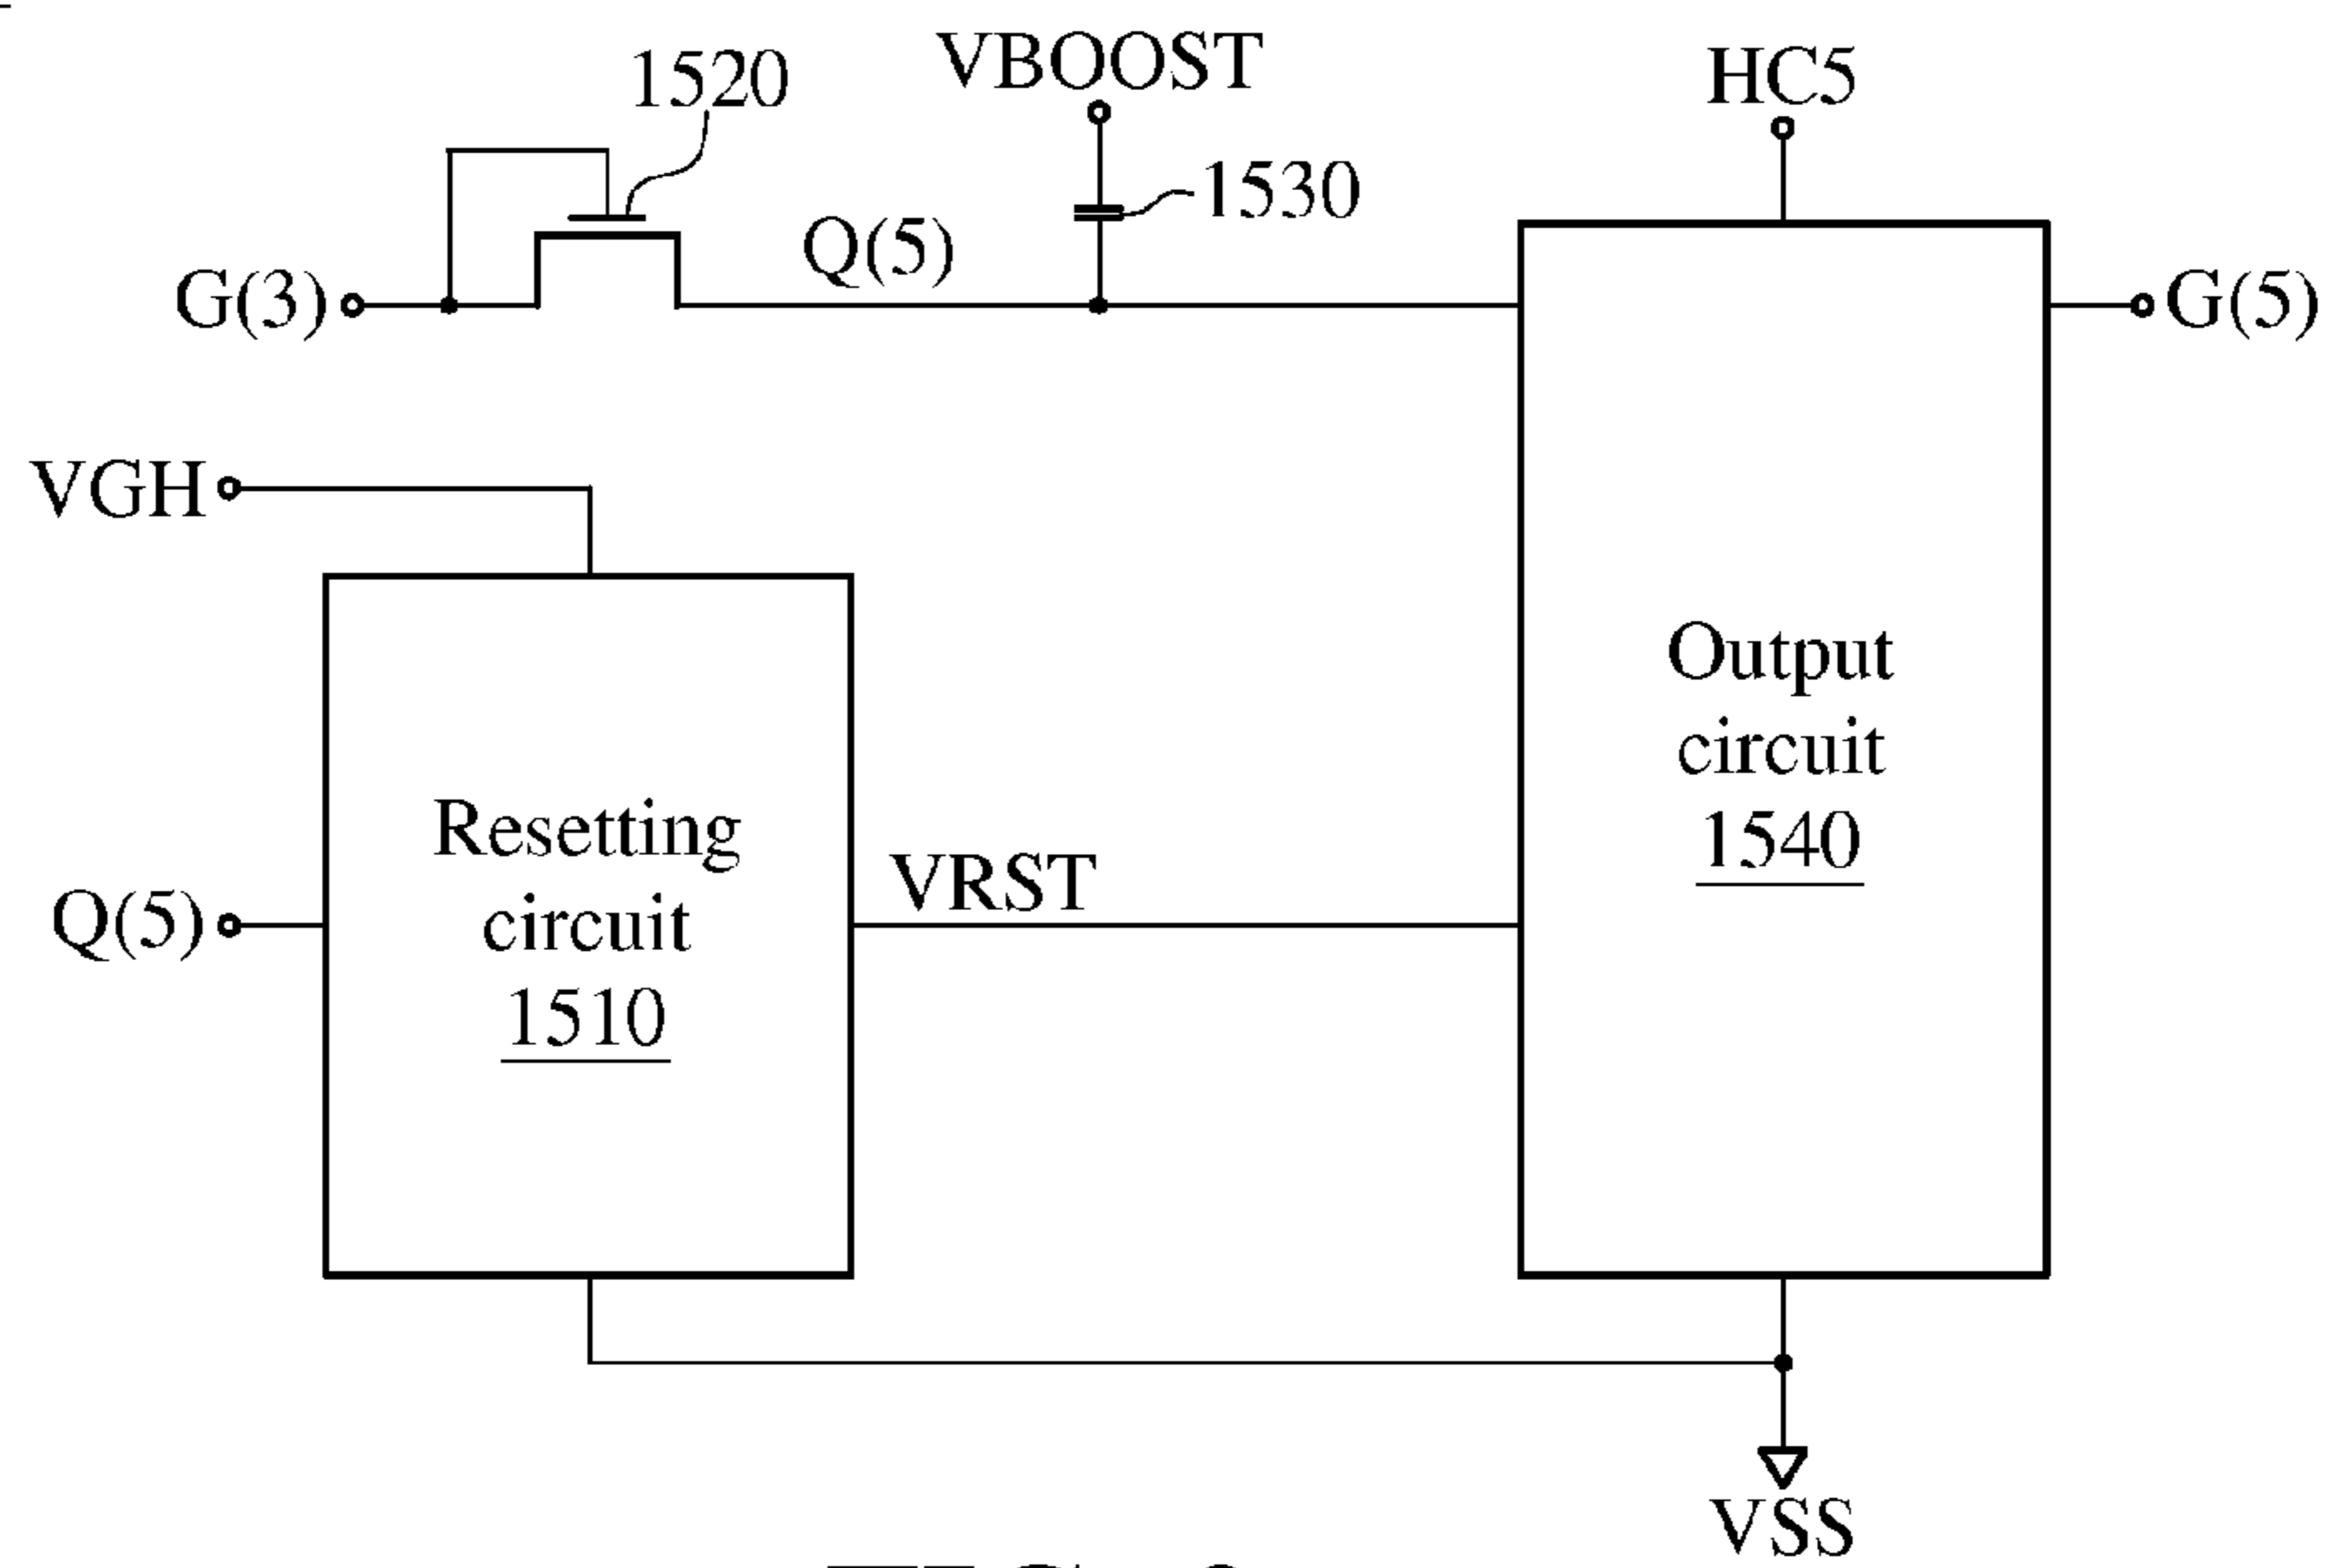 1520
VBOOST
HC5
1530
Q(5)
G(3)
G(5)
VGH
Output
circuit
1540
Resetting
circuit
1510
VRST
Q(5)
VSS